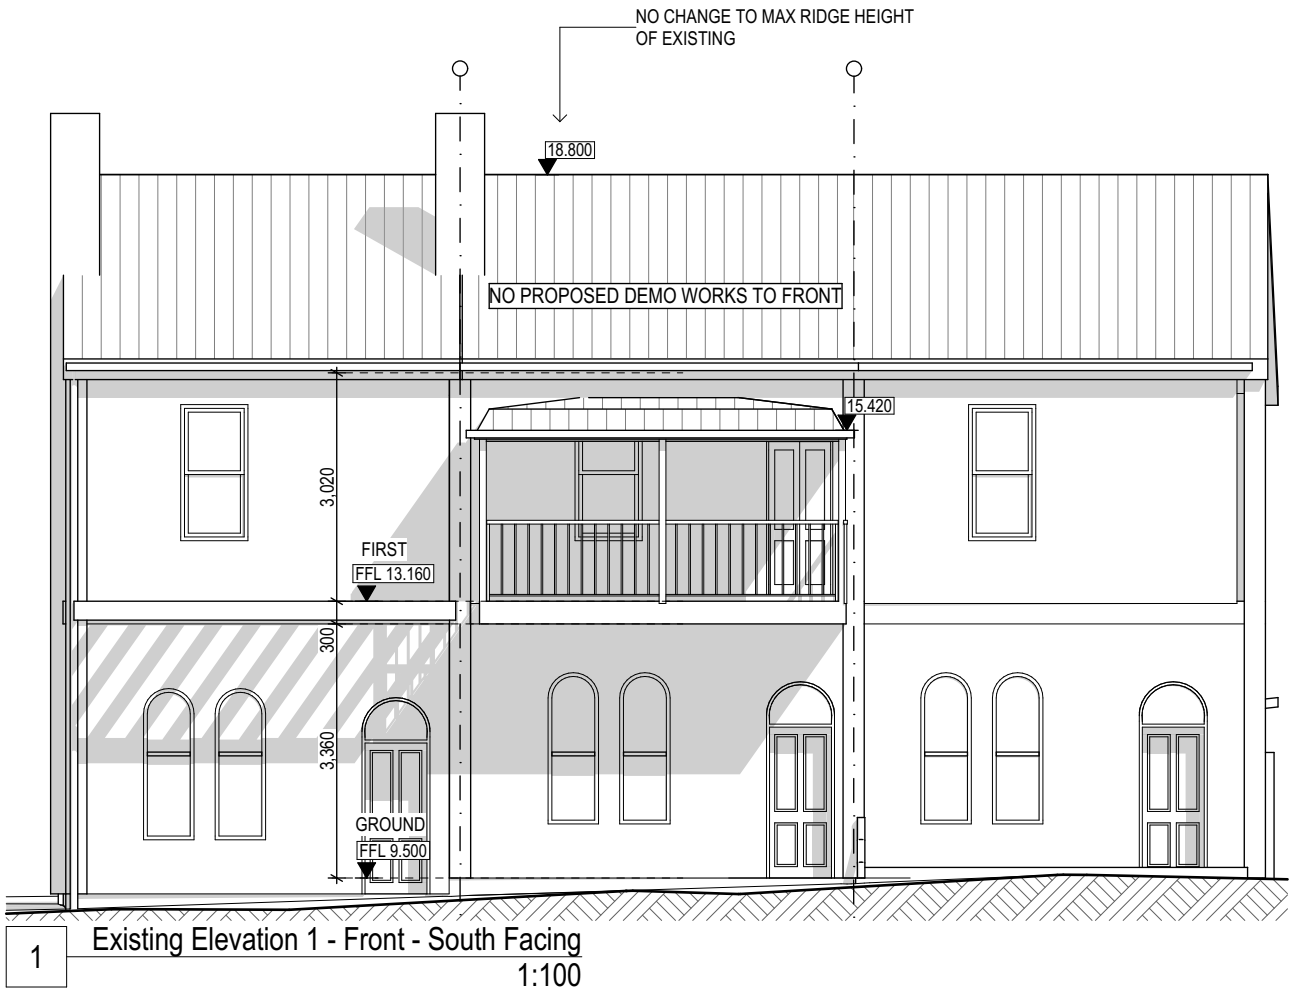 NO CHANGE TO MAX RIDGE HEIGHT
OF EXISTING
18.800
NO PROPOSED DEMO WORKS TO FRONT
15.420
3,020
FIRST
FFL 13.160
300
3,360
GROUND
FFL 9.500
1
Existing Elevation 1 - Front - South Facing
1:100